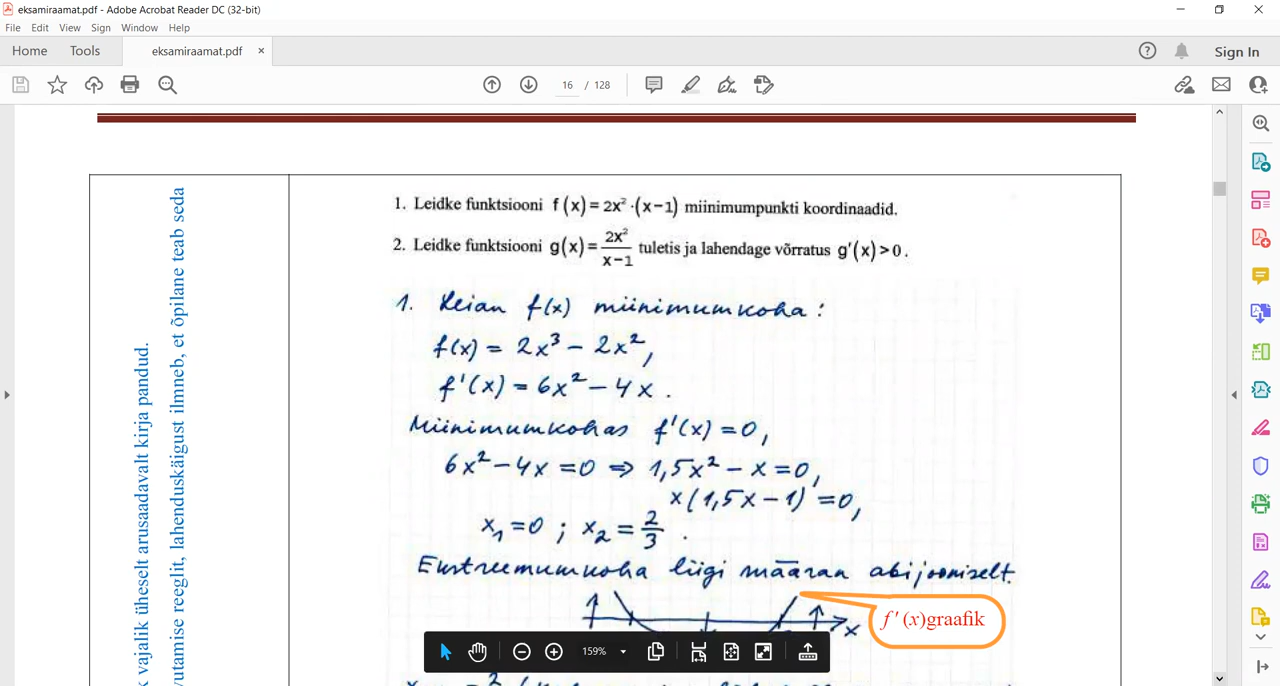 eksamiraamat.pdf - Adobe Acrobat Reader DC (32-bit)
File Edit View Sign Window Help
Home Tools eksamiraamat.pdf × Sign In
16 / 128
k vajalik üheselt arusaadavalt kirja pandud.
vutamise reeglit, lahenduskäigust ilmneb, et õpilane teab seda
1. Leidke funktsiooni f(x)=2x²·(x−1) miinimumpunkti koordinaadid.
2. Leidke funktsiooni g(x)=2x²/(x−1) tuletis ja lahendage võrratus g'(x)>0.
1. Leian f(x) miinimumkoha:
f(x) = 2x³ − 2x²,
f'(x) = 6x² − 4x.
Miinimumkohas f'(x) = 0,
6x² − 4x = 0 ⇒ 1,5x² − x = 0,
x(1,5x − 1) = 0,
x₁ = 0 ; x₂ = 2/3.
Ekstreemumkoha liigi määran abijooniselt.
x
f'(x)graafik
159%